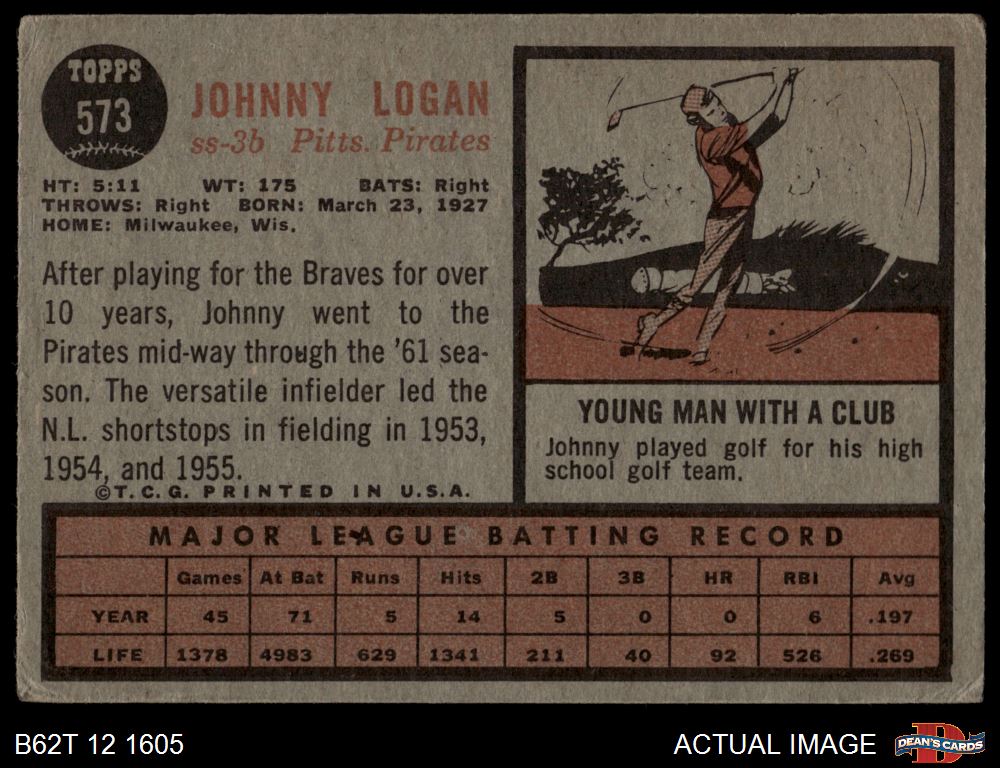 TOPPS
573
JOHNNY LOGAN
ss-3b Pitts. Pirates
HT: 5:11 WT: 175 BATS: Right
THROWS: Right BORN: March 23, 1927
HOME: Milwaukee, Wis.
After playing for the Braves for over
10 years, Johnny went to the
Pirates mid-way through the '61 sea-
son. The versatile infielder led the
N.L. shortstops in fielding in 1953,
1954, and 1955.
©T.C.G. PRINTED IN U.S.A.
YOUNG MAN WITH A CLUB
Johnny played golf for his high
school golf team.
MAJOR LEAGUE BATTING RECORD
Games At Bat Runs Hits 2B 3B HR RBI Avg
YEAR 45 71 5 14 5 0 0 6 .197
LIFE 1378 4983 629 1341 211 40 92 526 .269
B62T 12 1605
ACTUAL IMAGE
D
DEAN'S CARDS